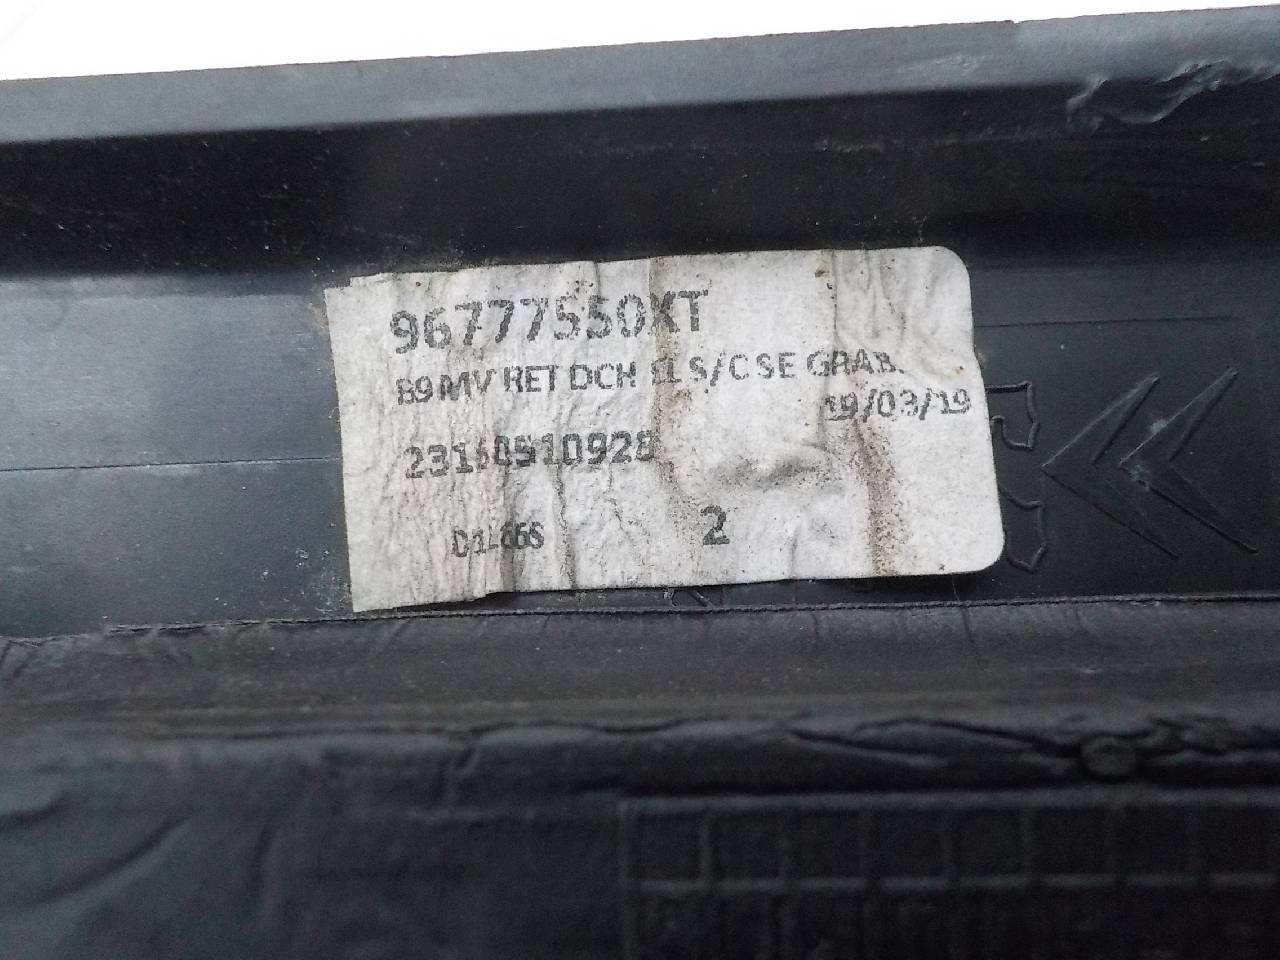 96777550XT
B9 MV RET DCH EL S/C SE GRAB.
19/03/19
23160510928
2